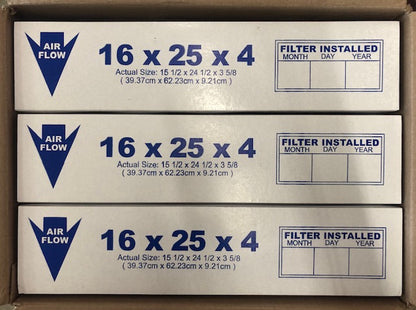 AIR
FLOW
16 x 25 x 4
Actual Size: 15 1/2 x 24 1/2 x 3 5/8
( 39.37cm x 62.23cm x 9.21cm )
FILTER INSTALLED
MONTH DAY YEAR
AIR
FLOW
16 x 25 x 4
Actual Size: 15 1/2 x 24 1/2 x 3 5/8
( 39.37cm x 62.23cm x 9.21cm )
FILTER INSTALLED
MONTH DAY YEAR
AIR
FLOW
16 x 25 x 4
Actual Size: 15 1/2 x 24 1/2 x 3 5/8
( 39.37cm x 62.23cm x 9.21cm )
FILTER INSTALLED
MONTH DAY YEAR